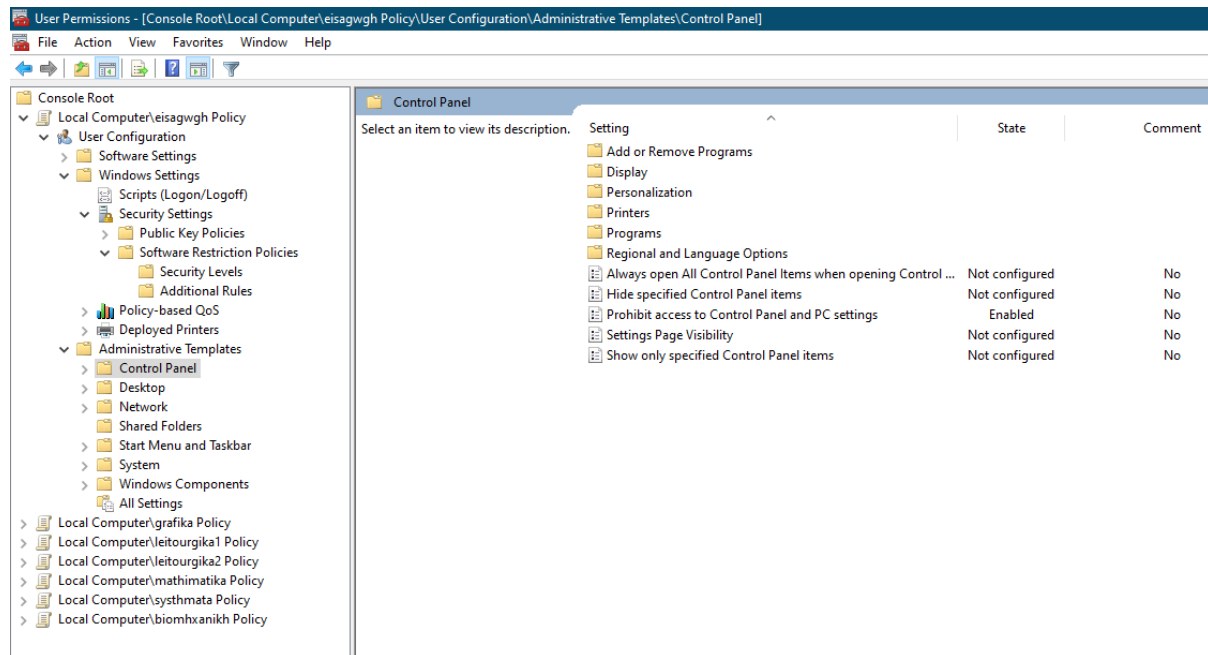 User Permissions - [Console Root\Local Computer\eisagwgh Policy\User Configuration\Administrative Templates\Control Panel]
File Action View Favorites Window Help
Console Root
Local Computer\eisagwgh Policy
User Configuration
Software Settings
Windows Settings
Scripts (Logon/Logoff)
Security Settings
Public Key Policies
Software Restriction Policies
Security Levels
Additional Rules
Policy-based QoS
Deployed Printers
Administrative Templates
Control Panel
Desktop
Network
Shared Folders
Start Menu and Taskbar
System
Windows Components
All Settings
Local Computer\grafika Policy
Local Computer\leitourgika1 Policy
Local Computer\leitourgika2 Policy
Local Computer\mathimatika Policy
Local Computer\systhmata Policy
Local Computer\biomhxanikh Policy
Control Panel
Select an item to view its description.
Setting State Comment
Add or Remove Programs
Display
Personalization
Printers
Programs
Regional and Language Options
Always open All Control Panel Items when opening Control ... Not configured No
Hide specified Control Panel items Not configured No
Prohibit access to Control Panel and PC settings Enabled No
Settings Page Visibility Not configured No
Show only specified Control Panel items Not configured No